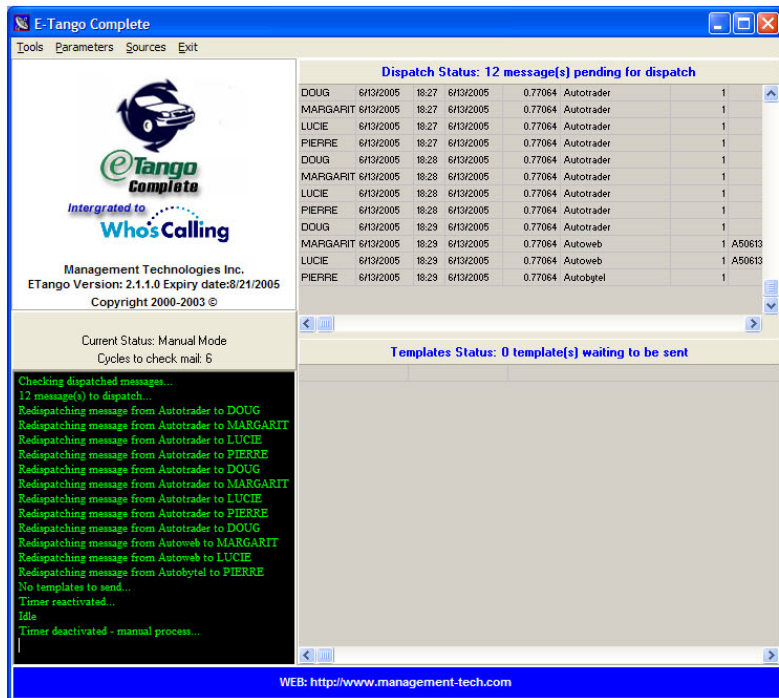 E-Tango Complete
Tools Parameters Sources Exit
eTango
Complete
Intergrated to
Who's Calling
Management Technologies Inc.
ETango Version: 2.1.1.0 Expiry date:8/21/2005
Copyright 2000-2003 ©
Current Status: Manual Mode
Cycles to check mail: 6
Checking dispatched messages...
12 message(s) to dispatch...
Redispatching message from Autotrader to DOUG
Redispatching message from Autotrader to MARGARIT
Redispatching message from Autotrader to LUCIE
Redispatching message from Autotrader to PIERRE
Redispatching message from Autotrader to DOUG
Redispatching message from Autotrader to MARGARIT
Redispatching message from Autotrader to LUCIE
Redispatching message from Autotrader to PIERRE
Redispatching message from Autotrader to DOUG
Redispatching message from Autoweb to MARGARIT
Redispatching message from Autoweb to LUCIE
Redispatching message from Autobytel to PIERRE
No templates to send...
Timer reactivated...
Idle
Timer deactivated - manual process...
Dispatch Status: 12 message(s) pending for dispatch
DOUG 6/13/2005 18:27 6/13/2005 0.77064 Autotrader 1
MARGARIT 6/13/2005 18:27 6/13/2005 0.77064 Autotrader 1
LUCIE 6/13/2005 18:27 6/13/2005 0.77064 Autotrader 1
PIERRE 6/13/2005 18:27 6/13/2005 0.77064 Autotrader 1
DOUG 6/13/2005 18:28 6/13/2005 0.77064 Autotrader 1
MARGARIT 6/13/2005 18:28 6/13/2005 0.77064 Autotrader 1
LUCIE 6/13/2005 18:28 6/13/2005 0.77064 Autotrader 1
PIERRE 6/13/2005 18:28 6/13/2005 0.77064 Autotrader 1
DOUG 6/13/2005 18:29 6/13/2005 0.77064 Autotrader 1
MARGARIT 6/13/2005 18:29 6/13/2005 0.77064 Autoweb 1 A50613
LUCIE 6/13/2005 18:29 6/13/2005 0.77064 Autoweb 1 A50613
PIERRE 6/13/2005 18:29 6/13/2005 0.77064 Autobytel 1
Templates Status: 0 template(s) waiting to be sent
WEB: http://www.management-tech.com